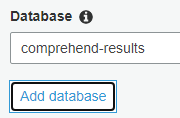 Database
comprehend-results
Add database